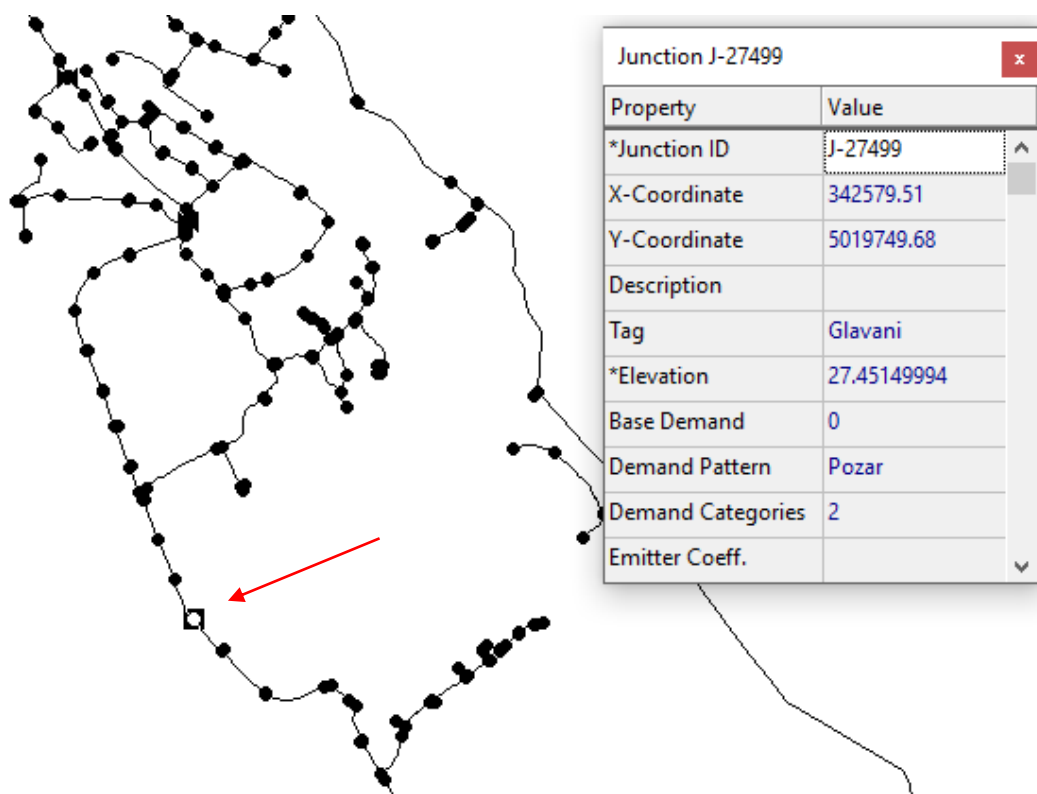 Junction J-27499
x
Property Value
*Junction ID J-27499
X-Coordinate 342579.51
Y-Coordinate 5019749.68
Description
Tag Glavani
*Elevation 27.45149994
Base Demand 0
Demand Pattern Pozar
Demand Categories 2
Emitter Coeff.